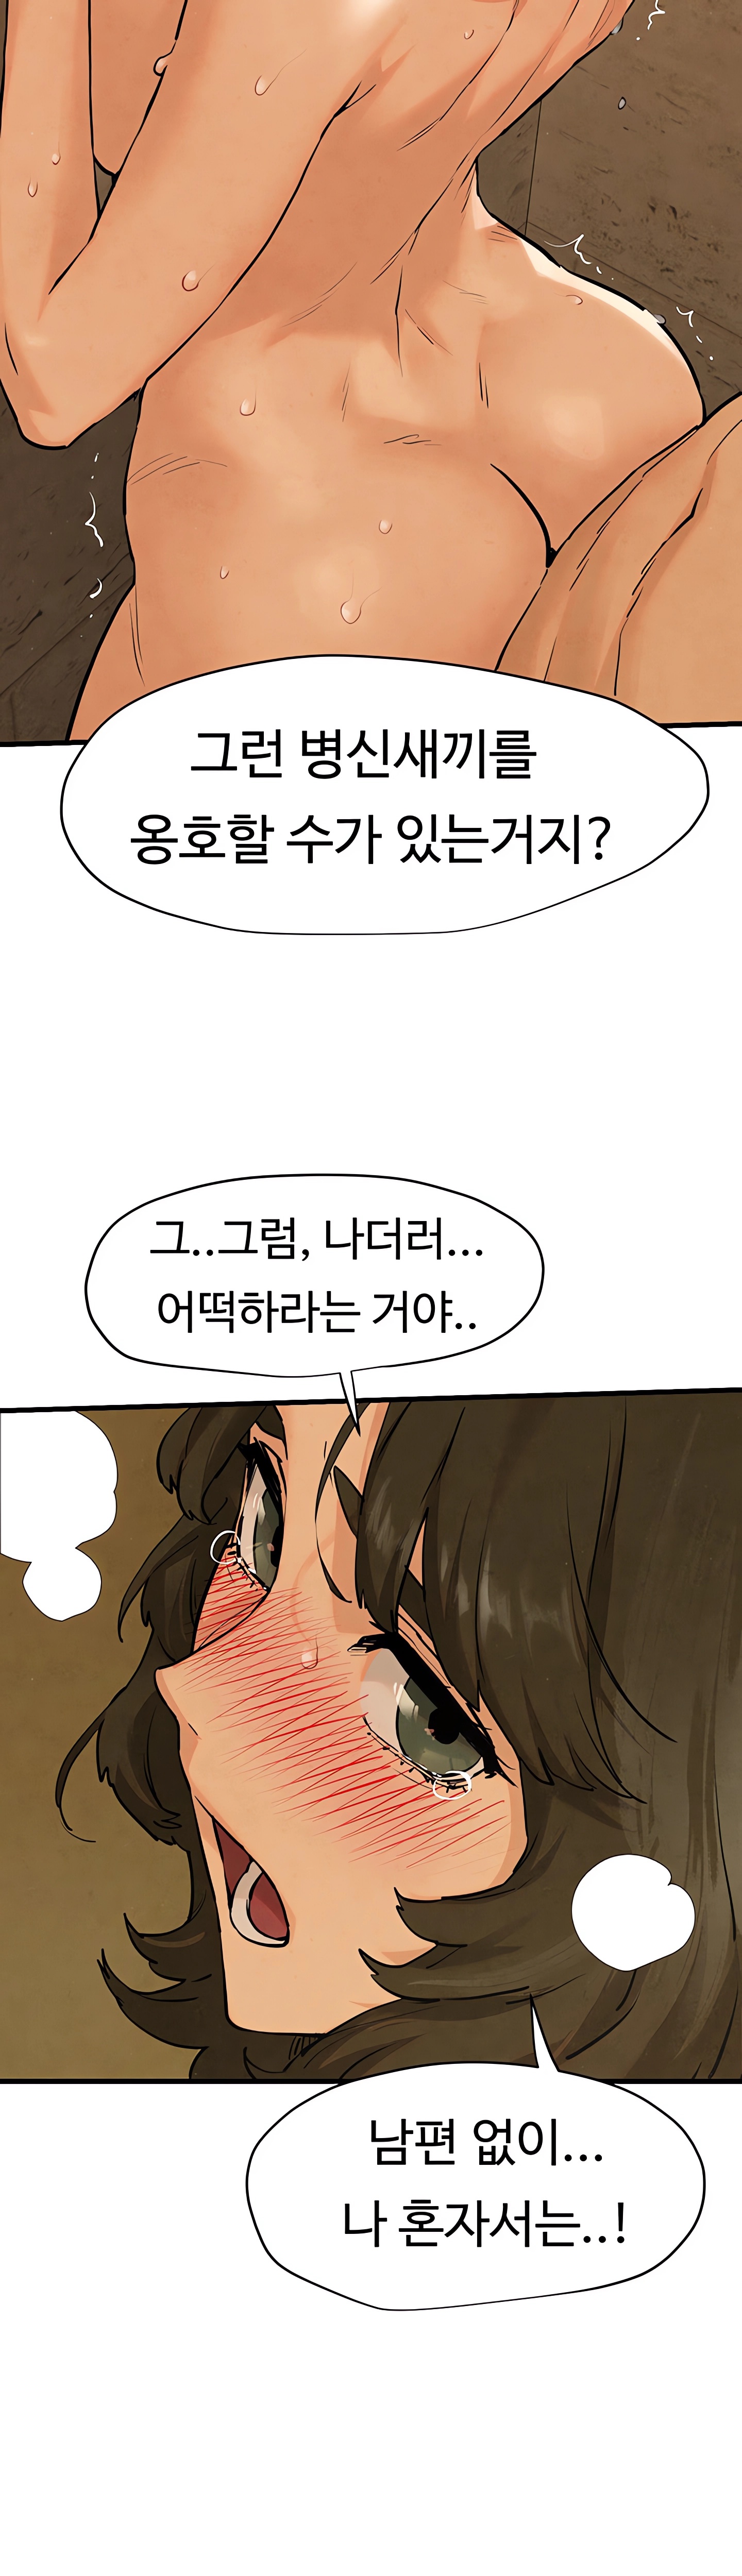 그런 병신새끼를
옹호할 수가 있는거지?
그..그럼, 나더러...
어떡하라는 거야..
남편 없이...
나 혼자서는..!